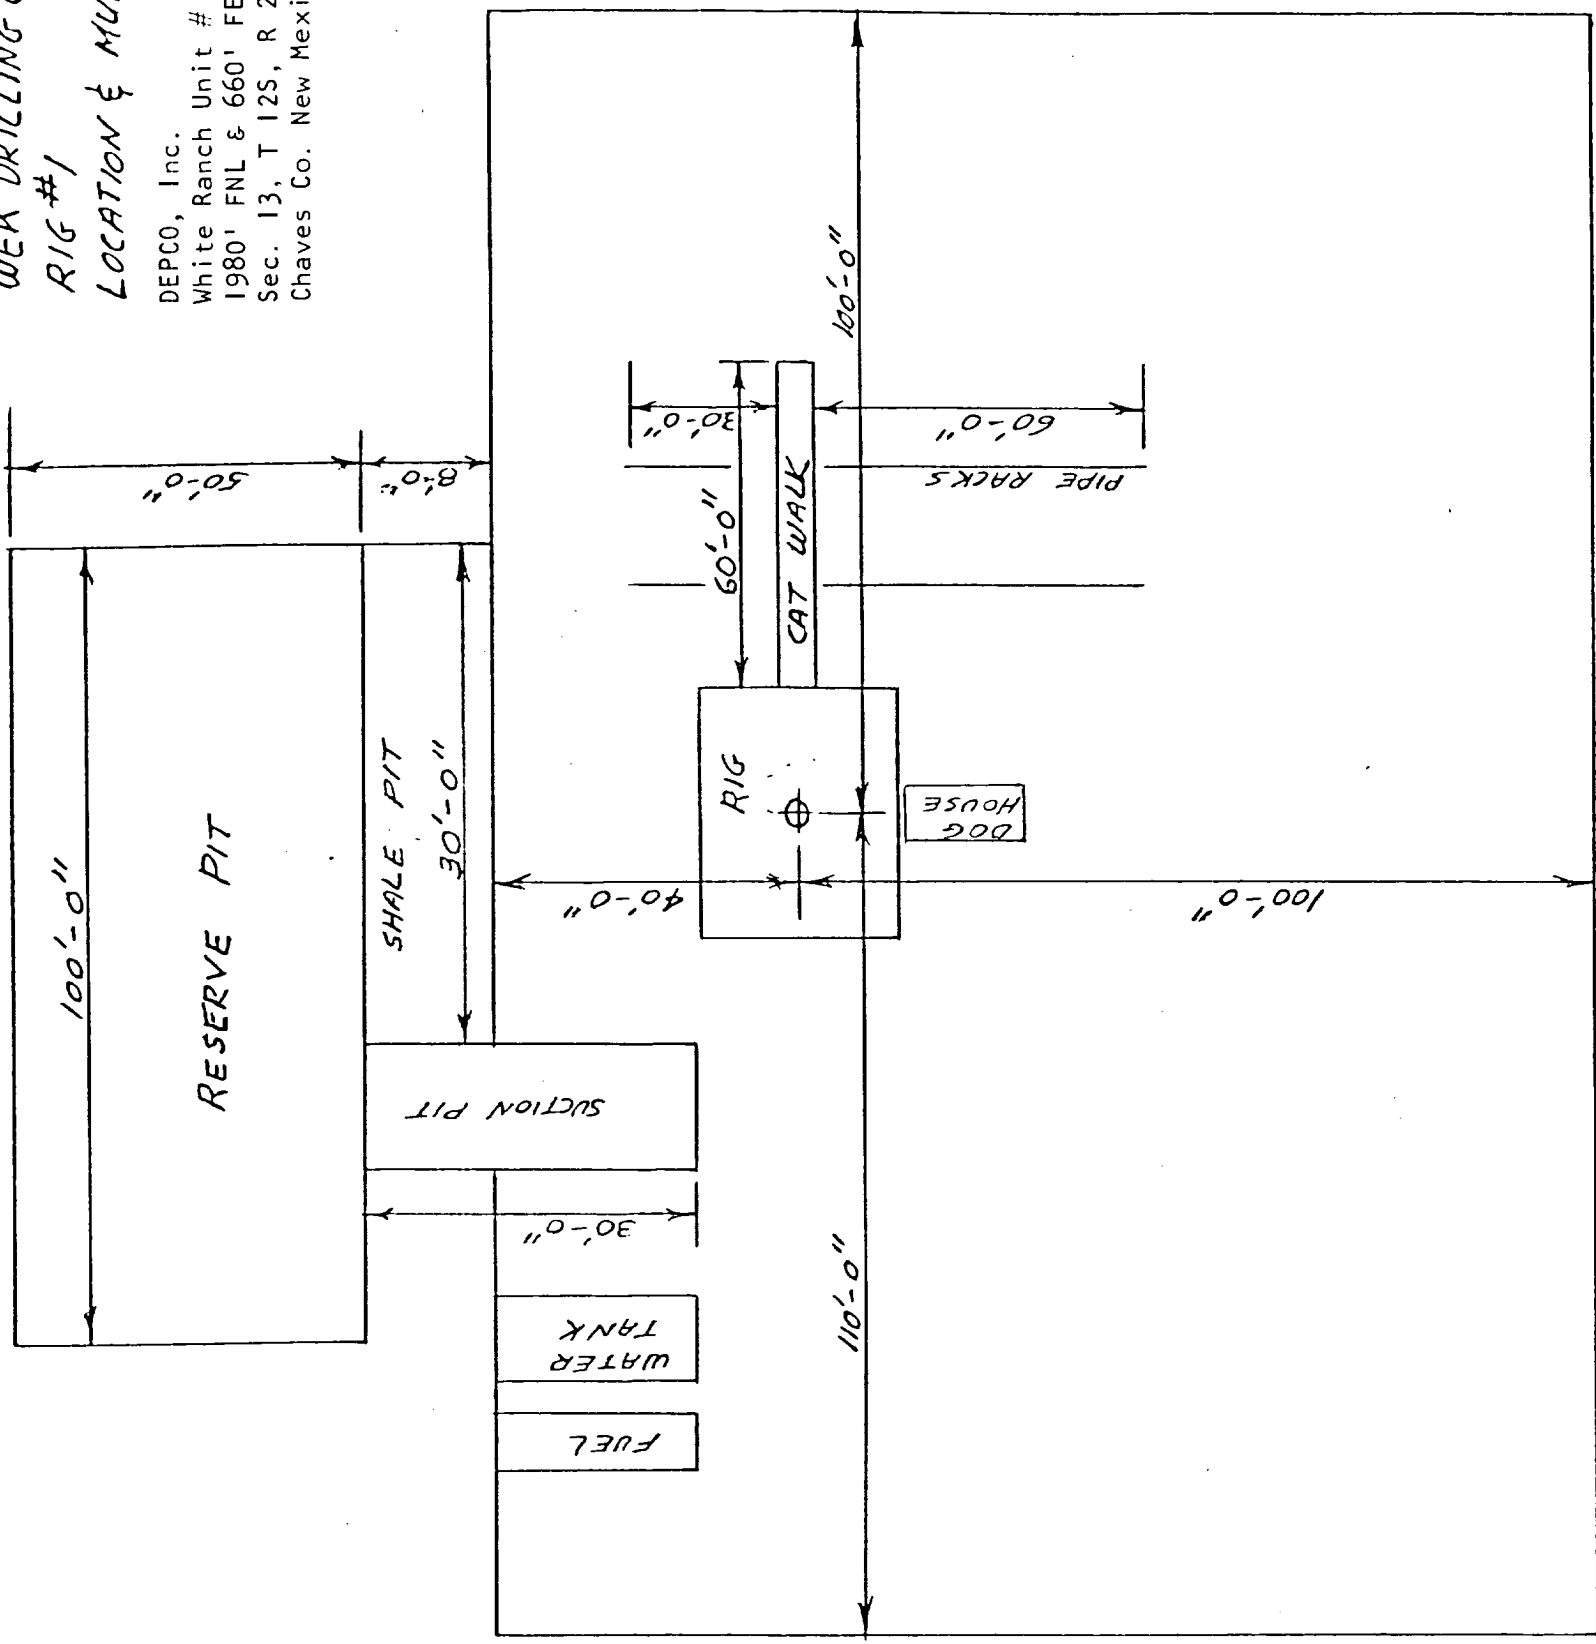 DRILLING
RIG #1
LOCATION &
DEPCO, Inc.
White Ranch Unit #
1980' FNL & 660'
Sec. 13, T 12S, R
Chaves Co. New
100'-0"
RESERVE PIT
50'-0"
8'-0"
SHALE PIT
30'-0"
SUCTION PIT
30'-0"
WATER
TANK
FUEL
40'-0"
RIG
60'-0"
CAT WALK
30'-0"
60'-0"
PIPE RACKS
100'-0"
110'-0"
DOG
HOUSE
100'-0"